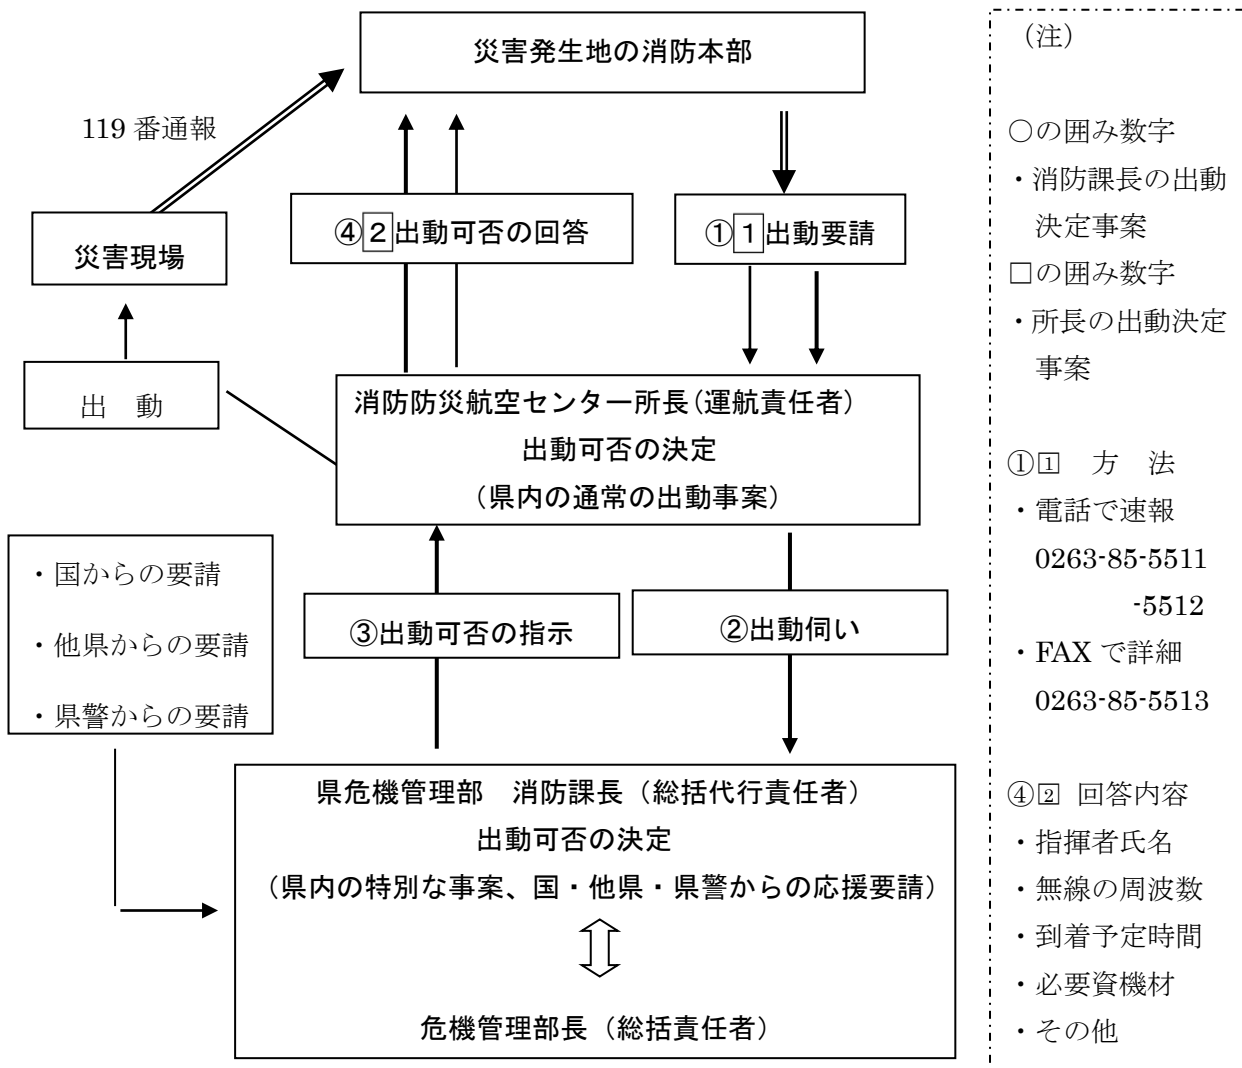 災害発生地の消防本部
119 番通報
④2出動可否の回答
①1出動要請
災害現場
出　動
消防防災航空センター所長(運航責任者)
出動可否の決定
(県内の通常の出動事案)
・国からの要請
・他県からの要請
・県警からの要請
③出動可否の指示
②出動伺い
県危機管理部　消防課長（総括代行責任者）
出動可否の決定
（県内の特別な事案、国・他県・県警からの応援要請）
危機管理部長（総括責任者）
（注）
○の囲み数字
・消防課長の出動
決定事案
□の囲み数字
・所長の出動決定
事案
①1　方　法
・電話で速報
0263-85-5511
-5512
・FAX で詳細
0263-85-5513
④2 回答内容
・指揮者氏名
・無線の周波数
・到着予定時間
・必要資機材
・その他